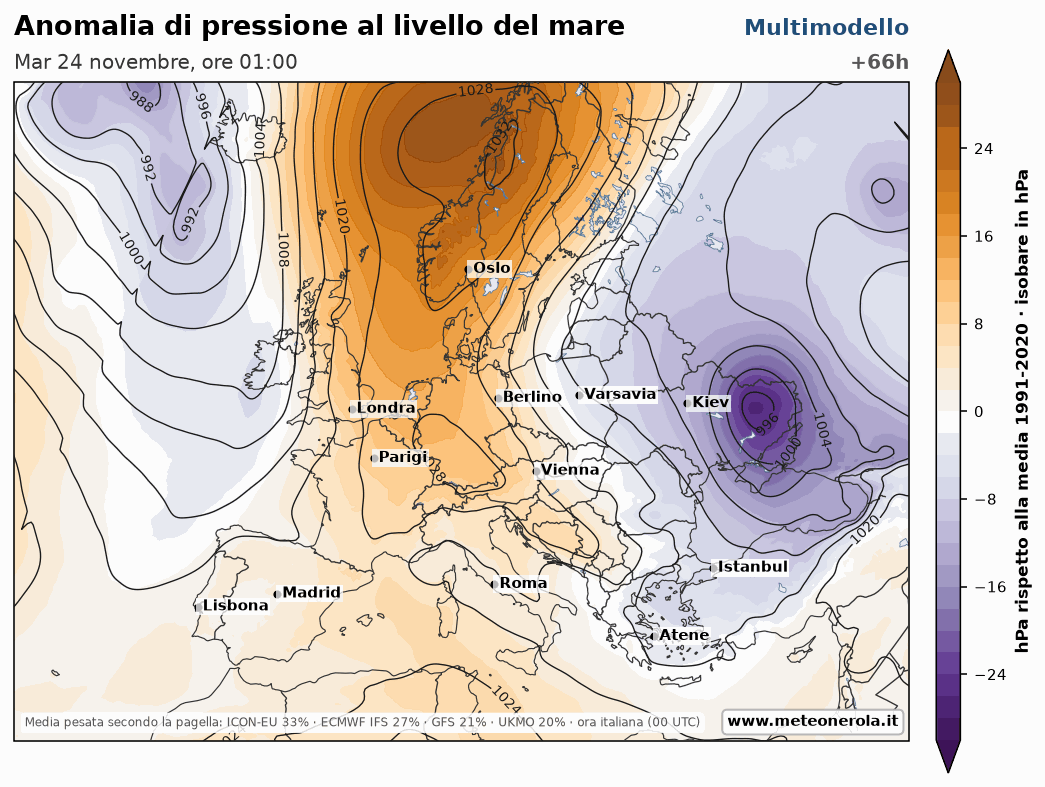 Anomalia di pressione al livello del mare
Multimodello
Mar 24 novembre, ore 01:00
+66h
988
996
1004
1028
1032
992
992
1000
1008
1020
Oslo
24
16
8
0
−8
−16
−24
hPa rispetto alla media 1991-2020 · isobare in hPa
Londra
Berlino
Varsavia
Kiev
996
1000
1004
Parigi
Vienna
1020
Istanbul
Roma
Madrid
Lisbona
Atene
1024
Media pesata secondo la pagella: ICON-EU 33% · ECMWF IFS 27% · GFS 21% · UKMO 20% · ora italiana (00 UTC)
www.meteonerola.it